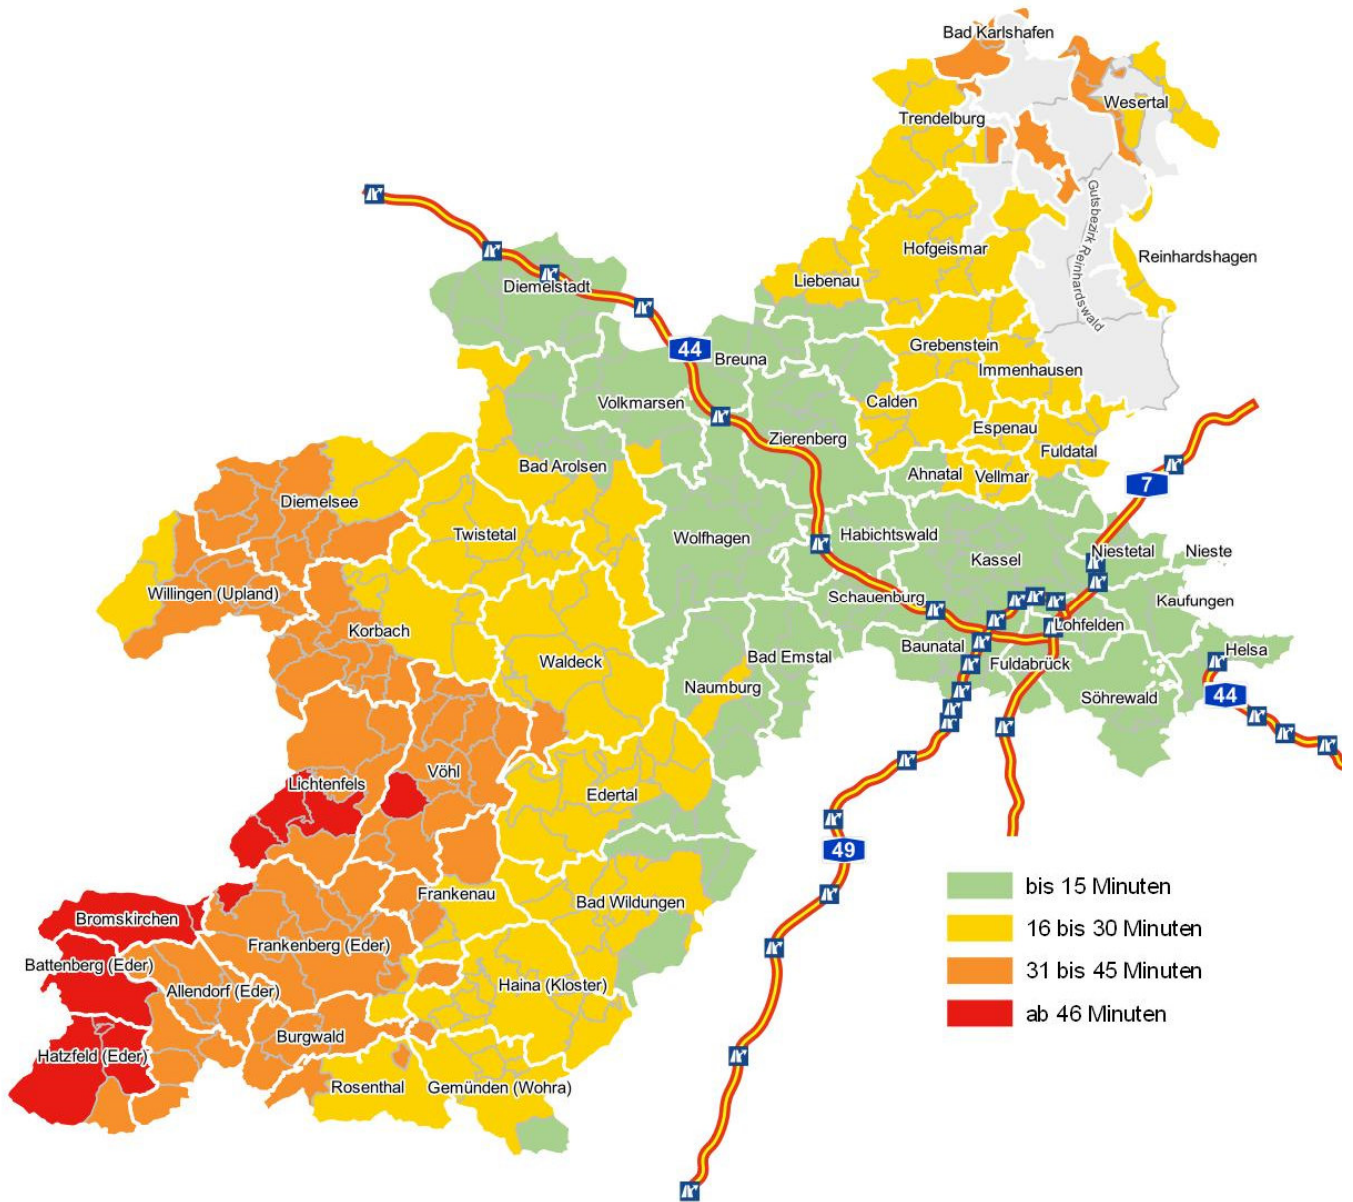 Bad Karlshafen
Wesertal
Trendelburg
Gutsbezirk Reinhardswald
Hofgeismar
Reinhardshagen
Liebenau
Diemelstadt
Grebenstein
44
Breuna
Immenhausen
Volkmarsen
Calden
Espenau
Zierenberg
Fuldatal
Bad Arolsen
Ahnatal
Vellmar
7
Diemelsee
Twistetal
Wolfhagen
Habichtswald
Kassel
Niestetal
Nieste
Willingen (Upland)
Schauenburg
Kaufungen
Korbach
Lohfelden
Baunatal
Helsa
Waldeck
Bad Emstal
Fuldabrück
Naumburg
Söhrewald
44
Vöhl
Lichtenfels
Edertal
49
bis 15 Minuten
Frankenau
Bad Wildungen
Bromskirchen
16 bis 30 Minuten
Frankenberg (Eder)
Battenberg (Eder)
31 bis 45 Minuten
Allendorf (Eder)
Haina (Kloster)
ab 46 Minuten
Burgwald
Hatzfeld (Eder)
Rosenthal
Gemünden (Wohra)